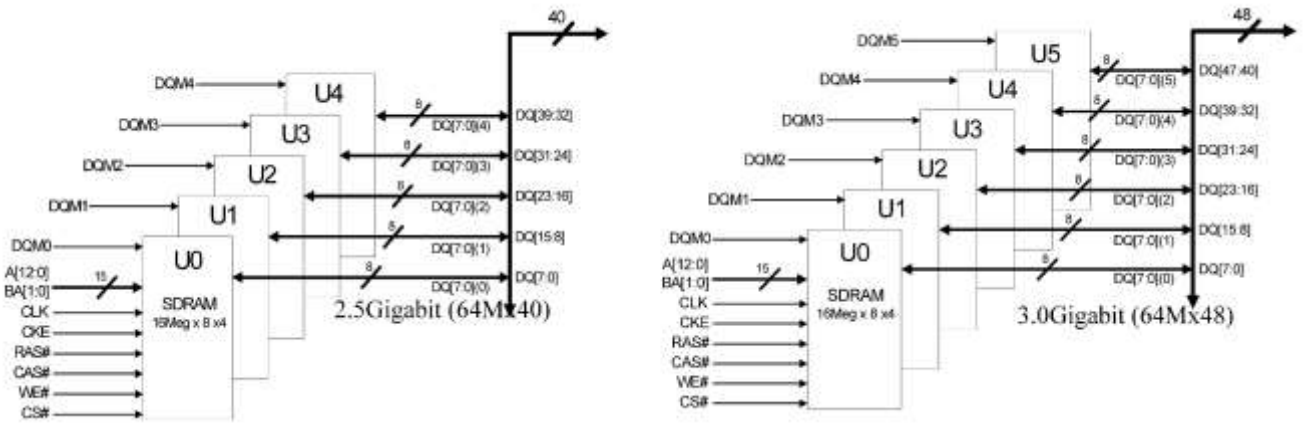 40
DQM4
U4
8
DQ[39:32]
DQ[7:0](4)
DQM3
U3
8
DQ[31:24]
DQ[7:0](3)
DQM2
U2
8
DQ[23:16]
DQ[7:0](2)
DQM1
U1
8
DQ[15:8]
DQ[7:0](1)
DQM0
U0
8
DQ[7:0]
DQ[7:0](0)
A[12:0]
BA[1:0]
15
SDRAM
16Meg x 8 x4
2.5Gigabit (64Mx40)
CLK
CKE
RAS#
CAS#
WE#
CS#
48
DQM5
U5
8
DQ[47:40]
DQ[7:0](5)
DQM4
U4
8
DQ[39:32]
DQ[7:0](4)
DQM3
U3
8
DQ[31:24]
DQ[7:0](3)
DQM2
U2
8
DQ[23:16]
DQ[7:0](2)
DQM1
U1
8
DQ[15:8]
DQ[7:0](1)
DQM0
U0
8
DQ[7:0]
DQ[7:0](0)
A[12:0]
BA[1:0]
15
SDRAM
16Meg x 8 x4
3.0Gigabit (64Mx48)
CLK
CKE
RAS#
CAS#
WE#
CS#